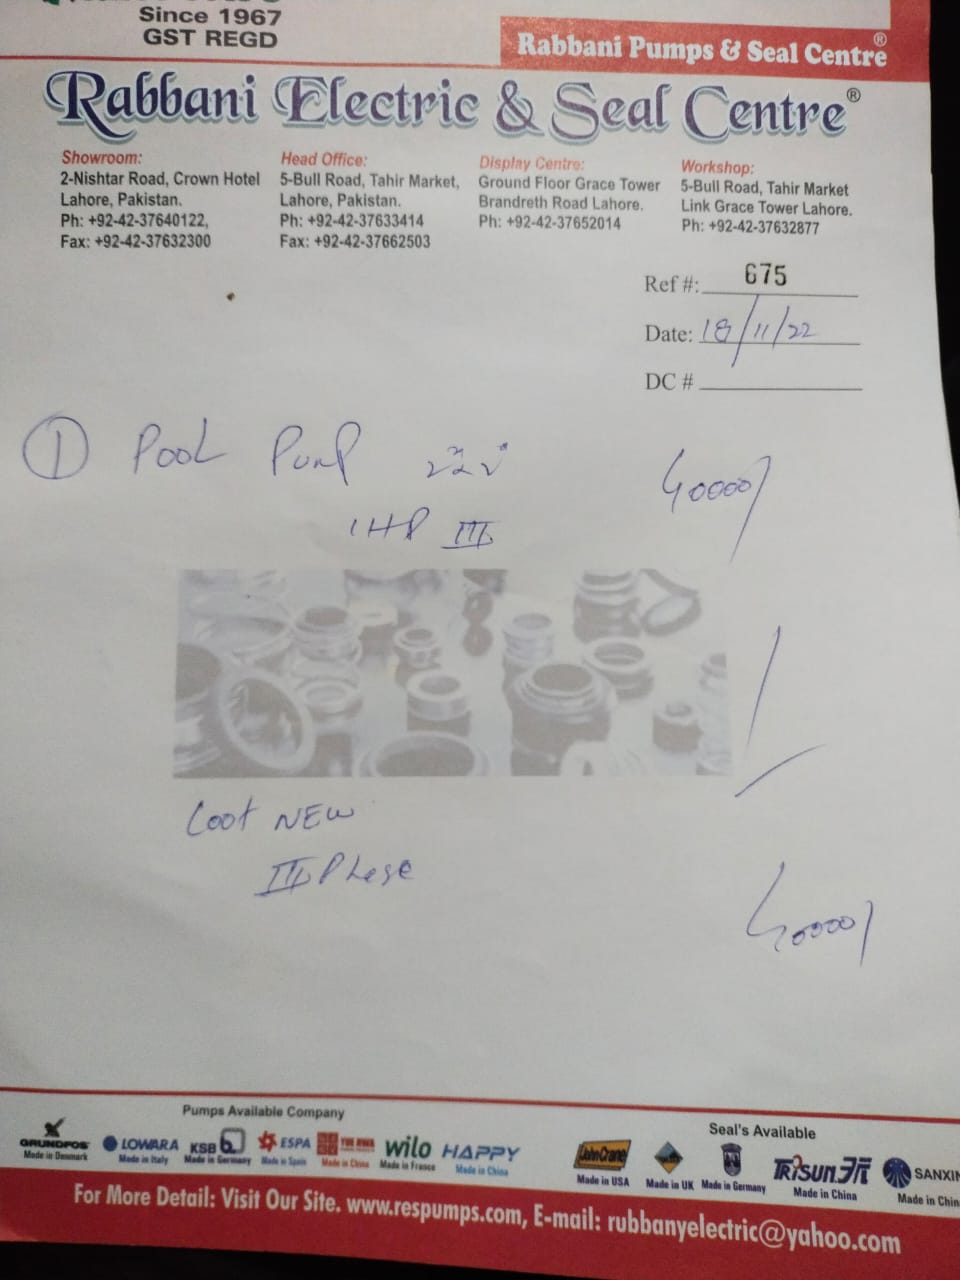 Since 1967
GST REGD
Rabbani Pumps & Seal Centre®
Rabbani Electric & Seal Centre®
Showroom:
2-Nishtar Road, Crown Hotel
Lahore, Pakistan.
Ph: +92-42-37640122,
Fax: +92-42-37632300
Head Office:
5-Bull Road, Tahir Market,
Lahore, Pakistan.
Ph: +92-42-37633414
Fax: +92-42-37662503
Display Centre:
Ground Floor Grace Tower
Brandreth Road Lahore.
Ph: +92-42-37652014
Workshop:
5-Bull Road, Tahir Market
Link Grace Tower Lahore.
Ph: +92-42-37632877
Ref #: 675
Date: 18/11/22
DC #
① Pool Pump 40000/
1HP III
Loot NEW
III Phase
40000/
Pumps Available Company
GRUNDFOS Made in Denmark
LOWARA Made in Italy
KSB Made in Germany
ESPA Made in Spain
Made in China
wilo Made in France
HAPPY Made in China
Seal's Available
John Crane Made in USA
Made in UK
Made in Germany
TRISUN Made in China
SANXIN Made in Chin
For More Detail: Visit Our Site. www.respumps.com, E-mail: rubbanyelectric@yahoo.com